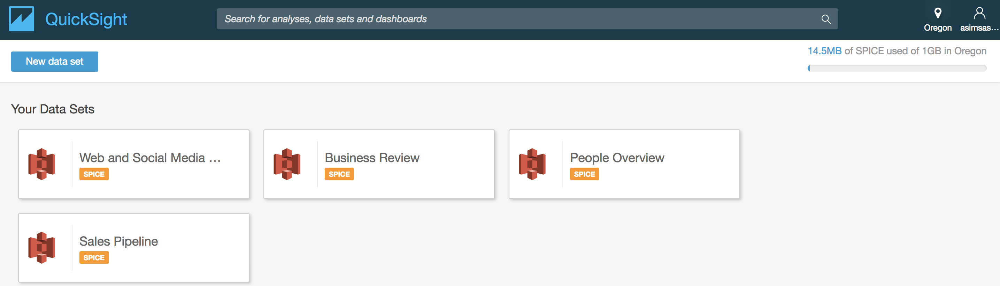 QuickSight
Search for analyses, data sets and dashboards
Oregon
asimsas...
New data set
14.5MB of SPICE used of 1GB in Oregon
Your Data Sets
Web and Social Media ...
SPICE
Business Review
SPICE
People Overview
SPICE
Sales Pipeline
SPICE